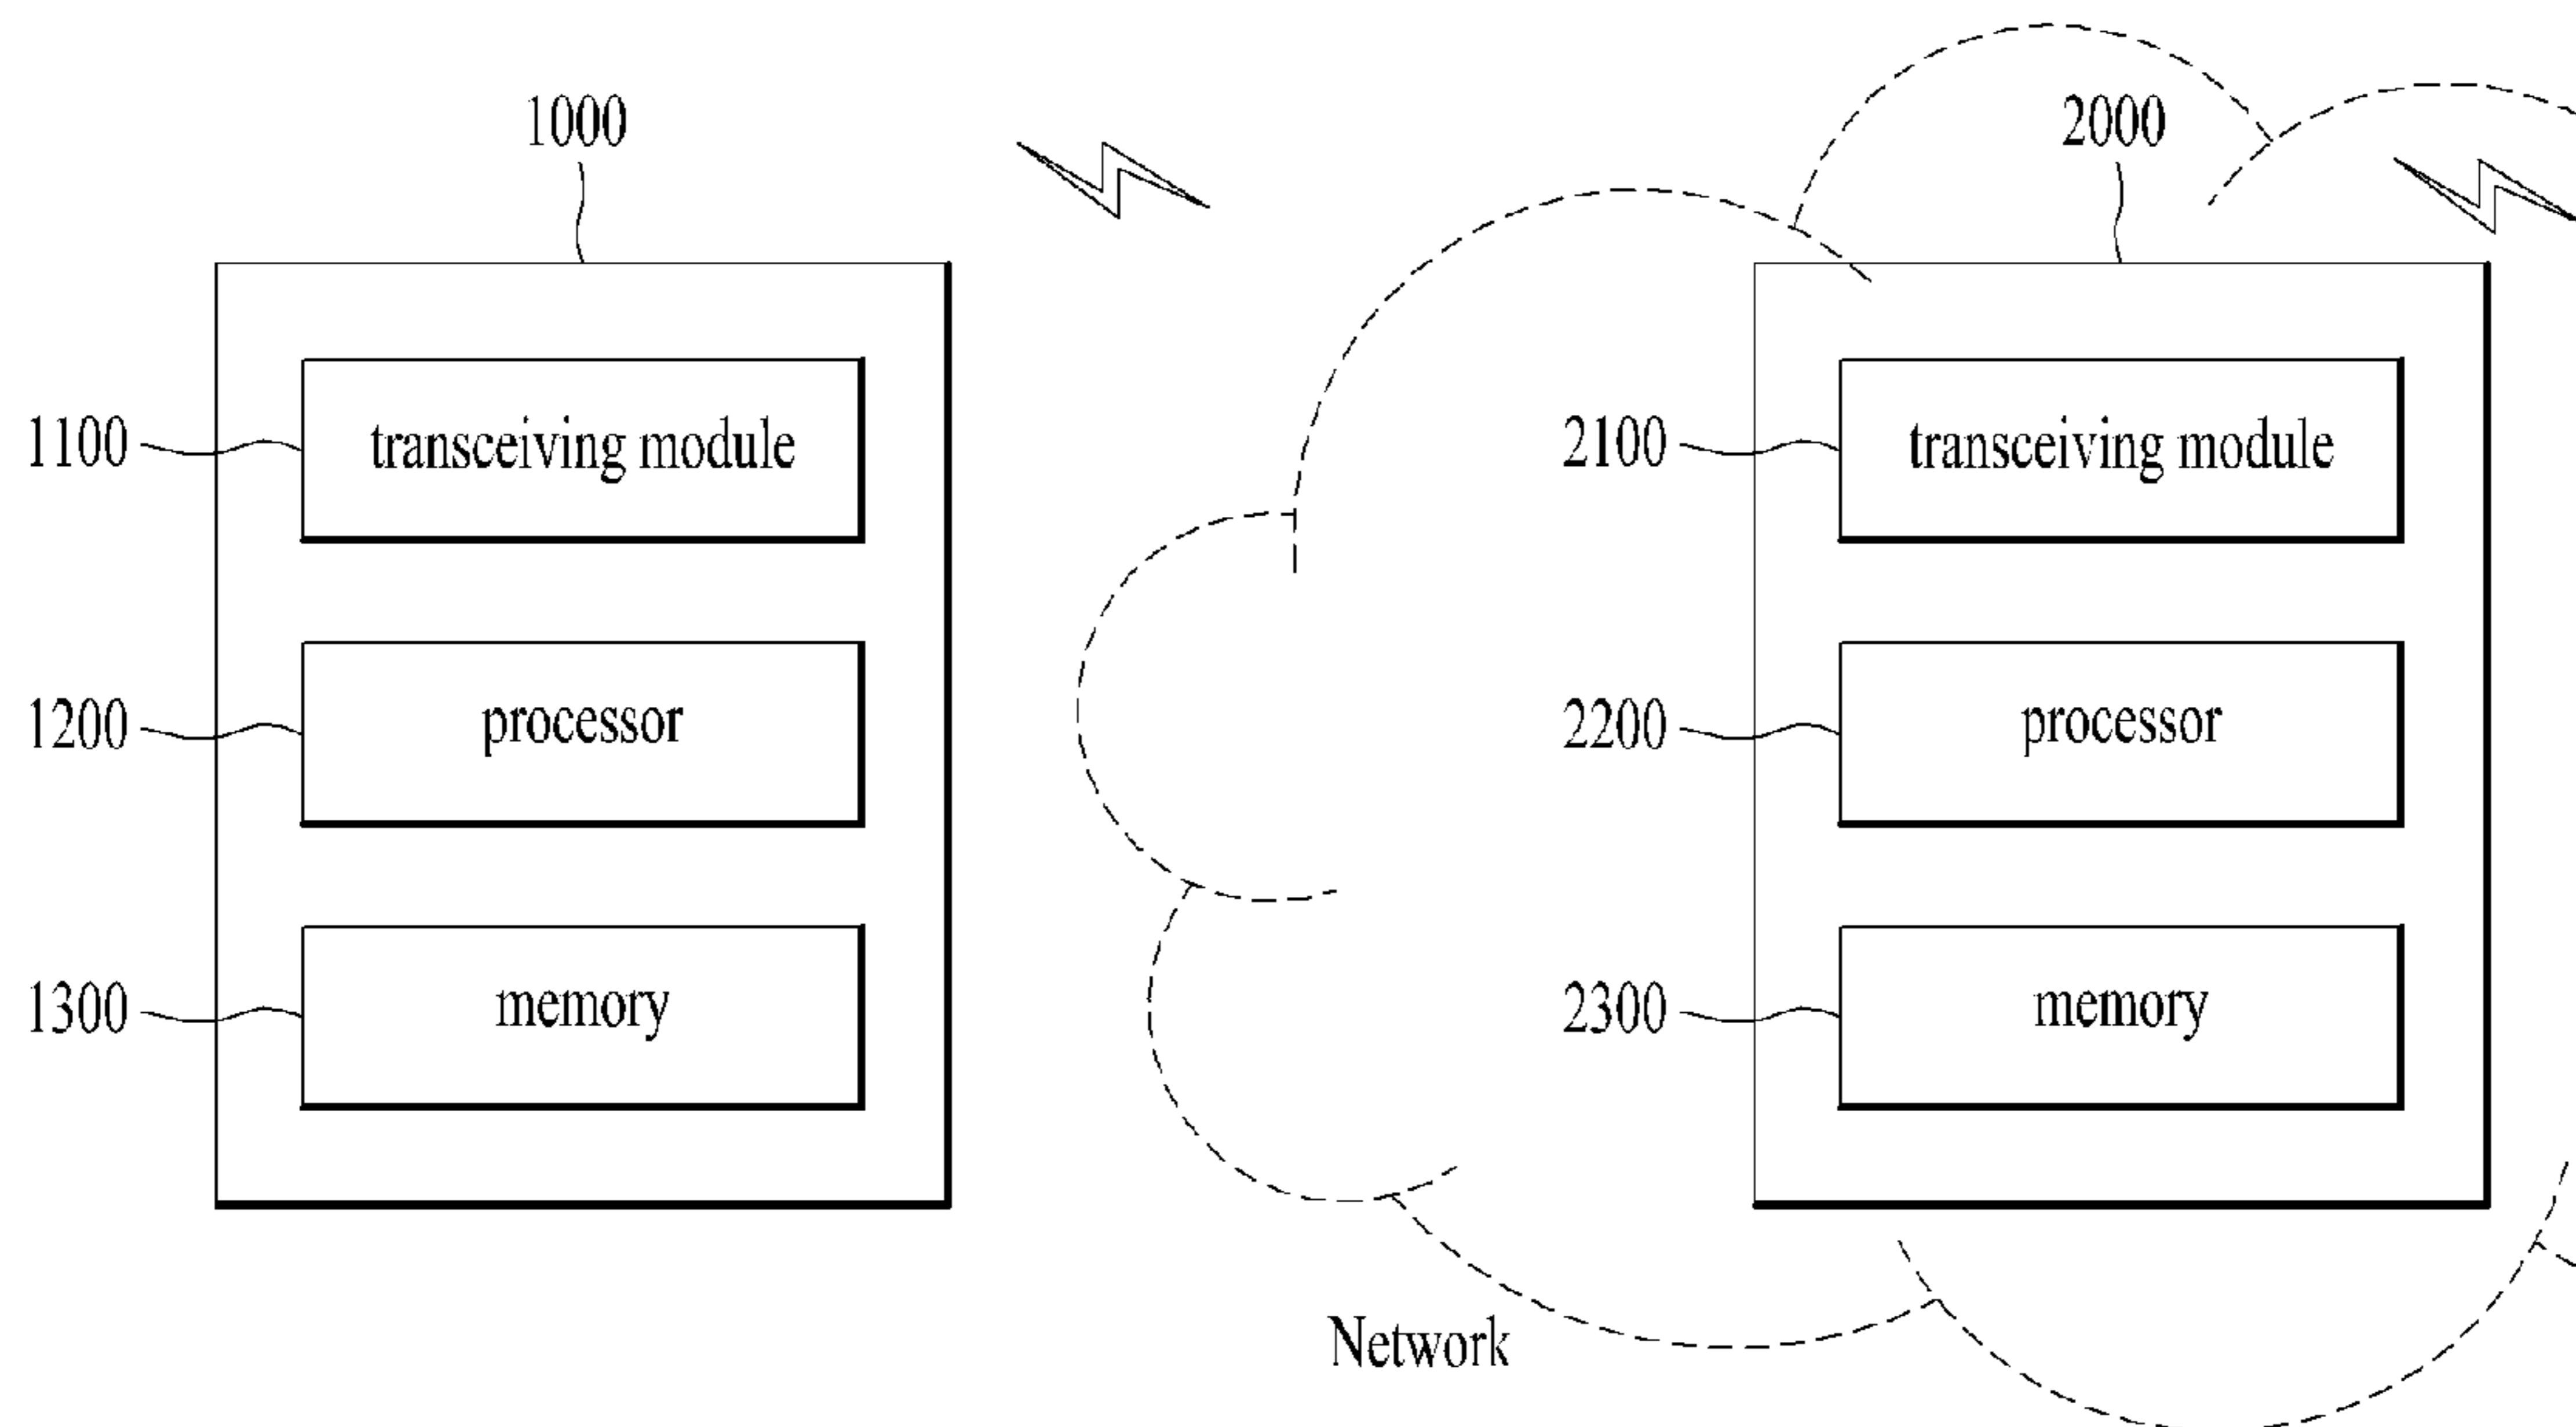 1000
2000
1100
transceiving module
2100
transceiving module
1200
processor
2200
processor
1300
memory
2300
memory
Network